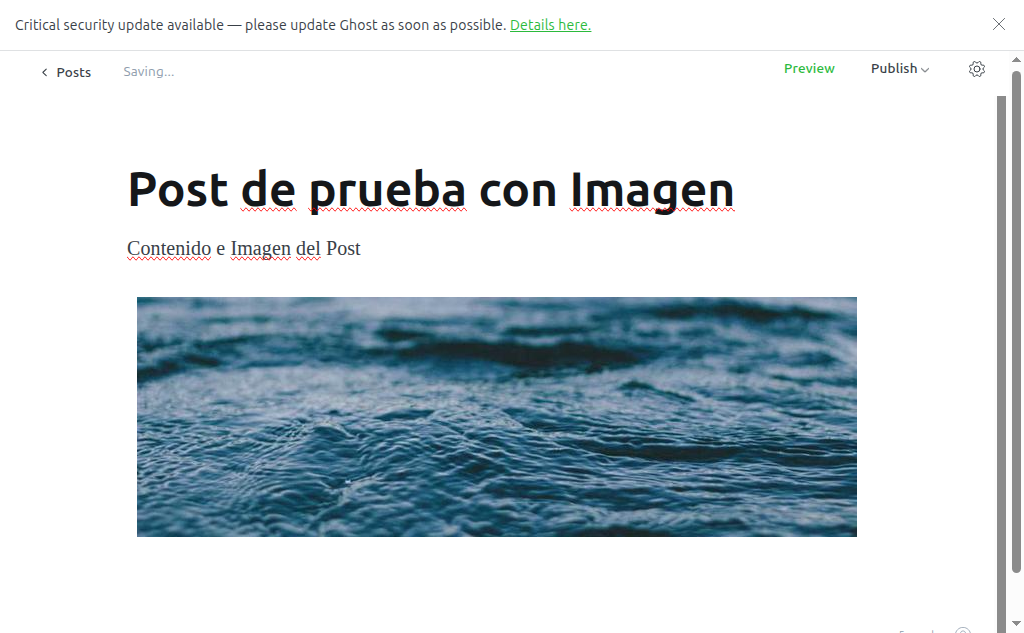 Critical security update available — please update Ghost as soon as possible. Details here.
Posts Saving... Preview Publish
Post de prueba con Imagen
Contenido e Imagen del Post